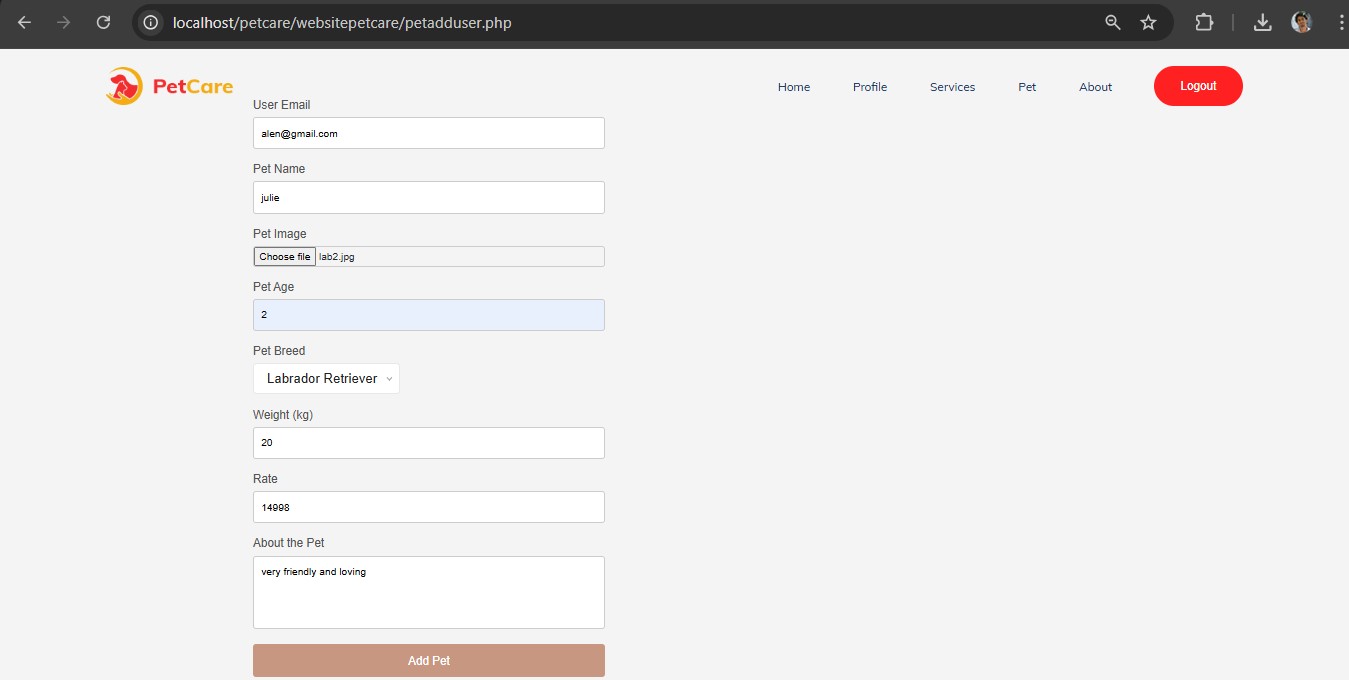 localhost/petcare/websitepetcare/petadduser.php
PetCare
Home Profile Services Pet About Logout
User Email
alen@gmail.com
Pet Name
julie
Pet Image
Choose file lab2.jpg
Pet Age
2
Pet Breed
Labrador Retriever
Weight (kg)
20
Rate
14998
About the Pet
very friendly and loving
Add Pet